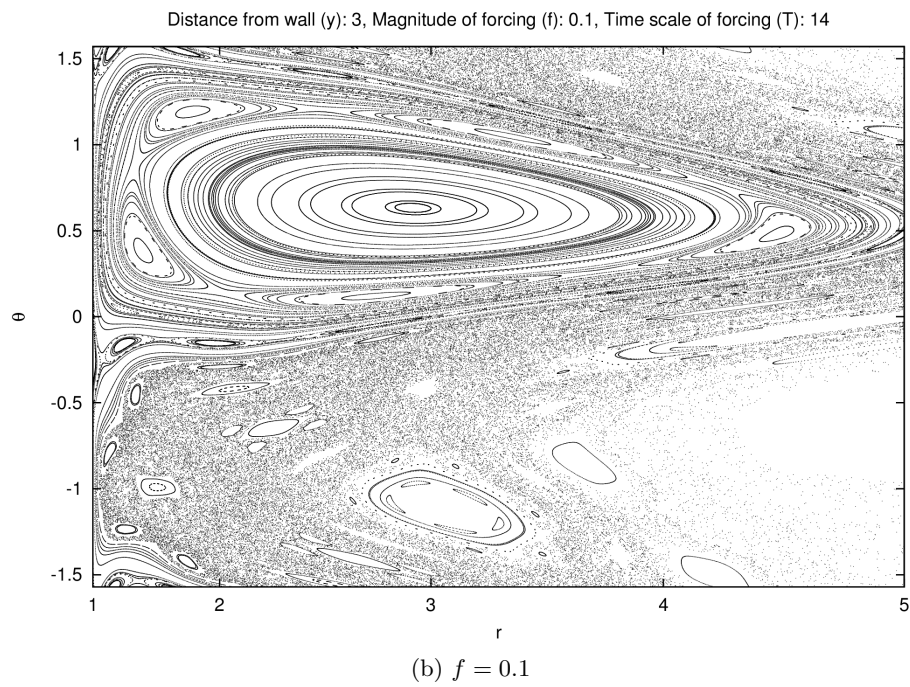 Distance from wall (y): 3, Magnitude of forcing (f): 0.1, Time scale of forcing (T): 14
1.5
1
0.5
0
-0.5
-1
-1.5
θ
1 2 3 4 5
r
(b) f = 0.1